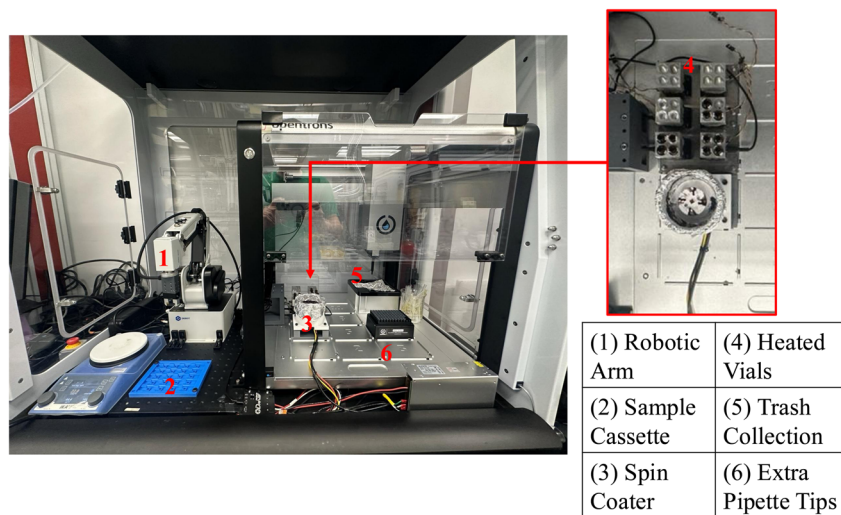 opentrons
1
2
3
4
5
6
(1) Robotic
Arm
(4) Heated
Vials
(2) Sample
Cassette
(5) Trash
Collection
(3) Spin
Coater
(6) Extra
Pipette Tips